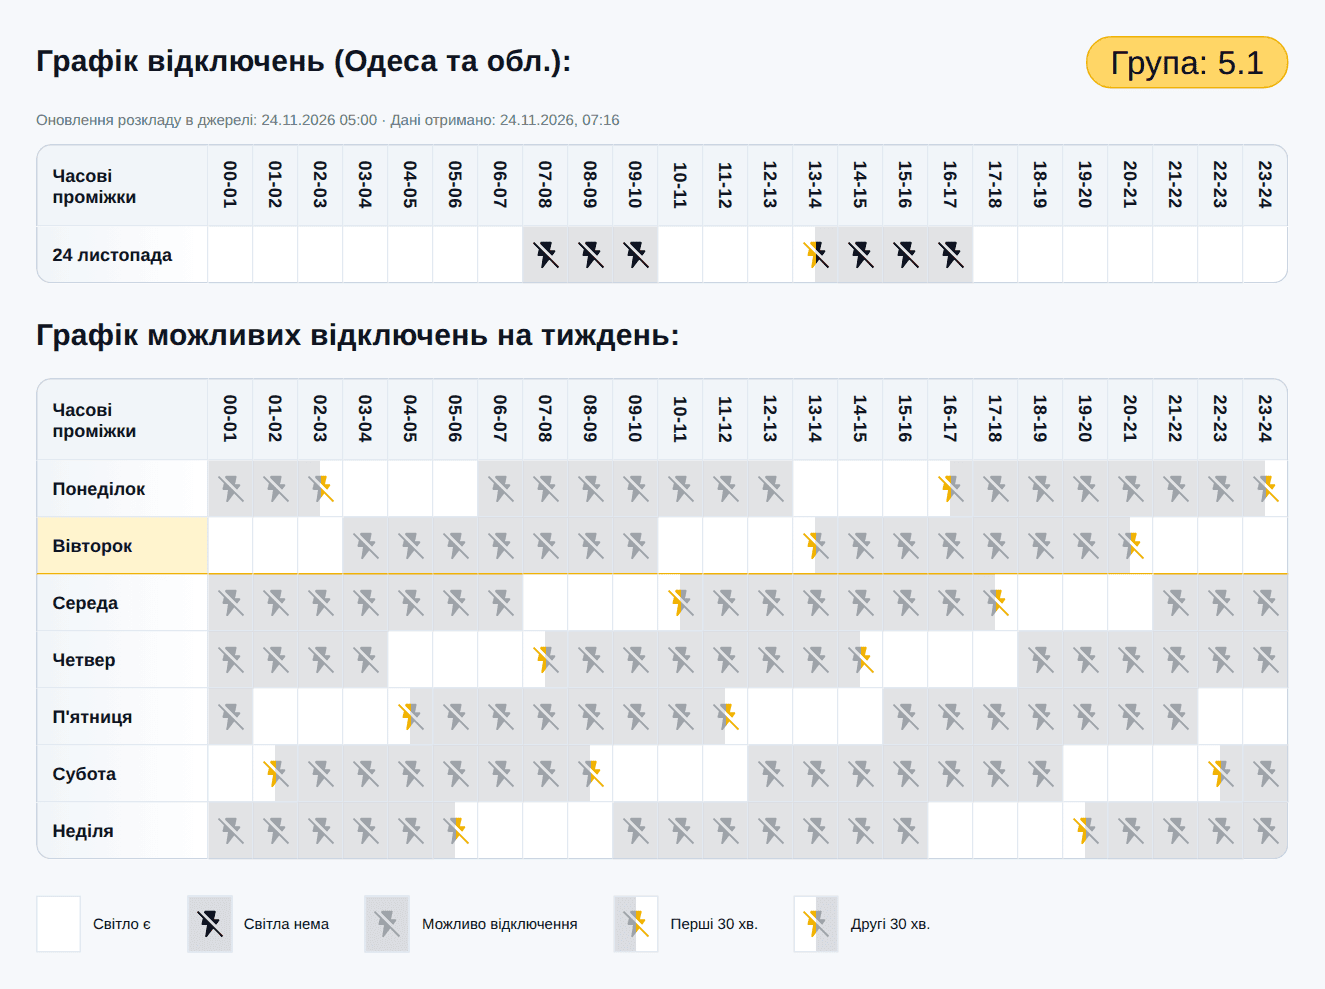 Графік відключень (Одеса та обл.):
Група: 5.1
Оновлення розкладу в джерелі: 24.11.2026 05:00 · Дані отримано: 24.11.2026, 07:16
Часові проміжки 00-01 01-02 02-03 03-04 04-05 05-06 06-07 07-08 08-09 09-10 10-11 11-12 12-13 13-14 14-15 15-16 16-17 17-18 18-19 19-20 20-21 21-22 22-23 23-24
24 листопада
Графік можливих відключень на тиждень:
Часові проміжки 00-01 01-02 02-03 03-04 04-05 05-06 06-07 07-08 08-09 09-10 10-11 11-12 12-13 13-14 14-15 15-16 16-17 17-18 18-19 19-20 20-21 21-22 22-23 23-24
Понеділок
Вівторок
Середа
Четвер
П'ятниця
Субота
Неділя
Світло є Світла нема Можливо відключення Перші 30 хв. Другі 30 хв.